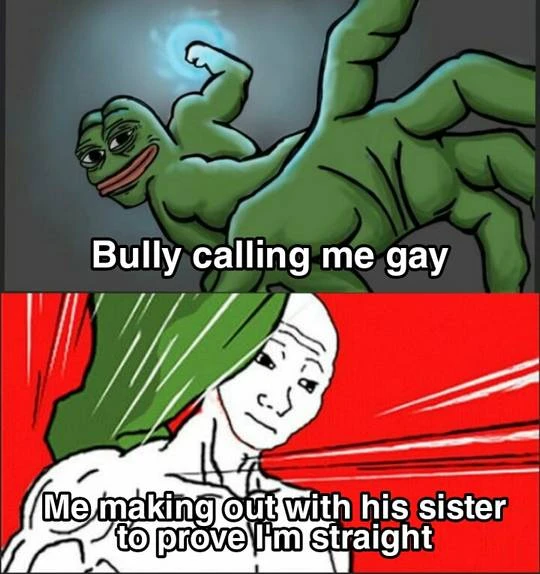 Bully calling me gay
Me making out with his sister
to prove I'm straight